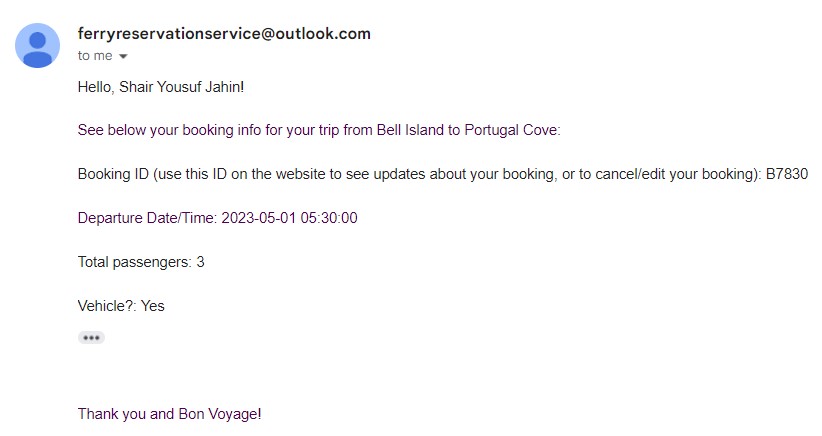 ferryreservationservice@outlook.com
to me
Hello, Shair Yousuf Jahin!
See below your booking info for your trip from Bell Island to Portugal Cove:
Booking ID (use this ID on the website to see updates about your booking, or to cancel/edit your booking): B7830
Departure Date/Time: 2023-05-01 05:30:00
Total passengers: 3
Vehicle?: Yes
Thank you and Bon Voyage!